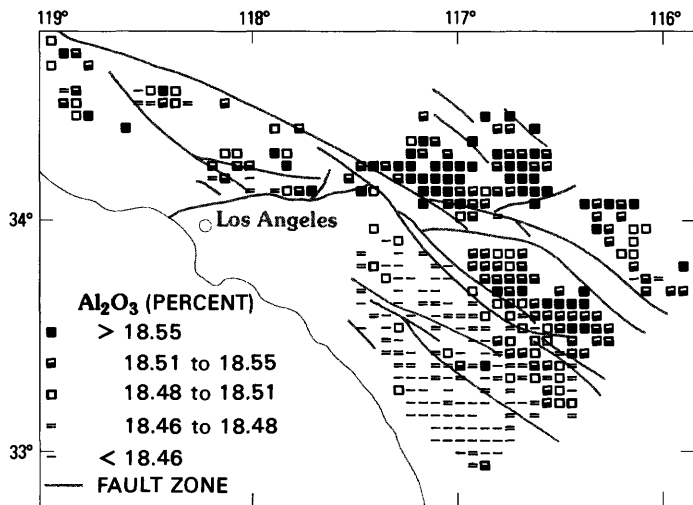 119° 118° 117° 116°
34°
Los Angeles
Al₂O₃ (PERCENT)
> 18.55
18.51 to 18.55
18.48 to 18.51
18.46 to 18.48
33°
< 18.46
FAULT ZONE